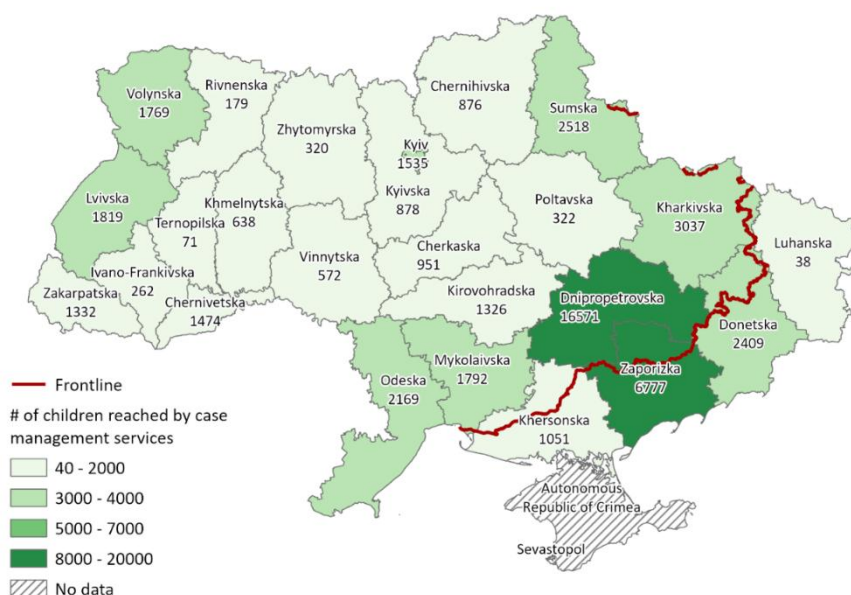 Volynska
1769
Rivnenska
179
Zhytomyrska
320
Kyiv
1535
Kyivska
878
Chernihivska
876
Sumska
2518
Lvivska
1819
Ternopilska
71
Khmelnytska
638
Vinnytska
572
Cherkaska
951
Poltavska
322
Kharkivska
3037
Luhanska
38
Zakarpatska
1332
Ivano-Frankivska
262
Chernivetska
1474
Kirovohradska
1326
Dnipropetrovska
16571
Donetska
2409
Odeska
2169
Mykolaivska
1792
Zaporizka
6777
Khersonska
1051
Autonomous
Republic of Crimea
Sevastopol
Frontline
# of children reached by case
management services
40 - 2000
3000 - 4000
5000 - 7000
8000 - 20000
No data